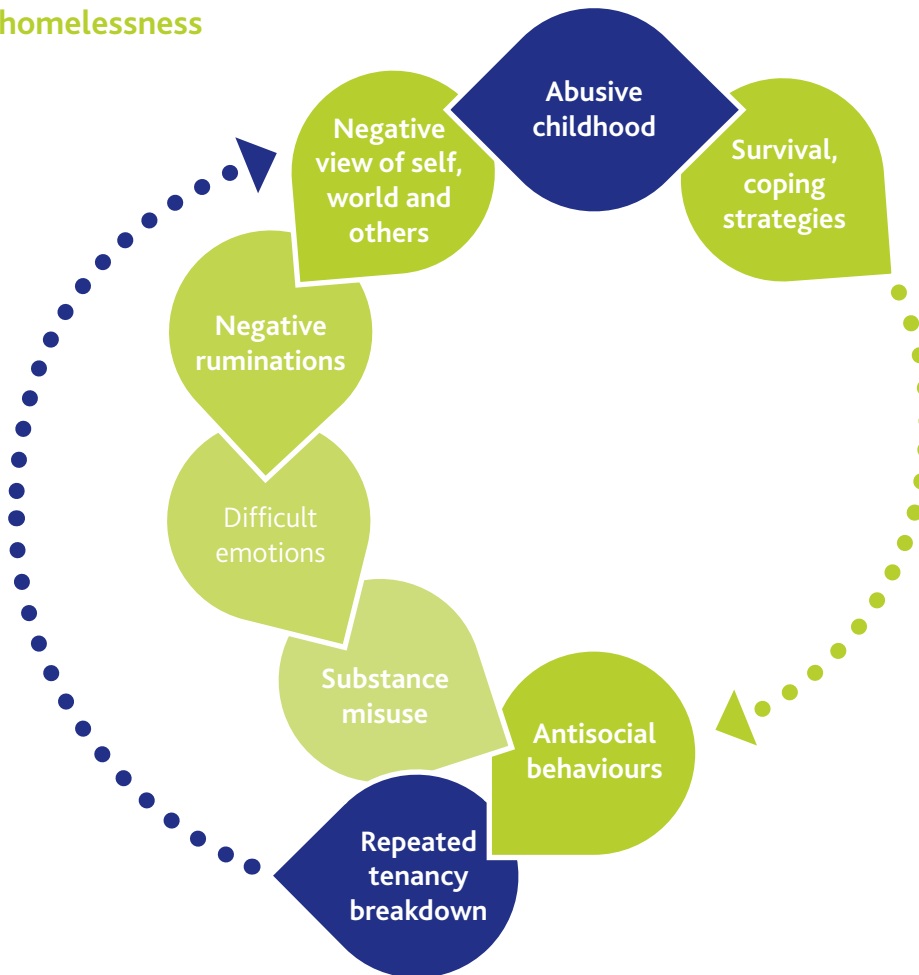 homelessness
Abusive
childhood
Negative
view of self,
world and
others
Survival,
coping
strategies
Negative
ruminations
Difficult
emotions
Substance
misuse
Antisocial
behaviours
Repeated
tenancy
breakdown